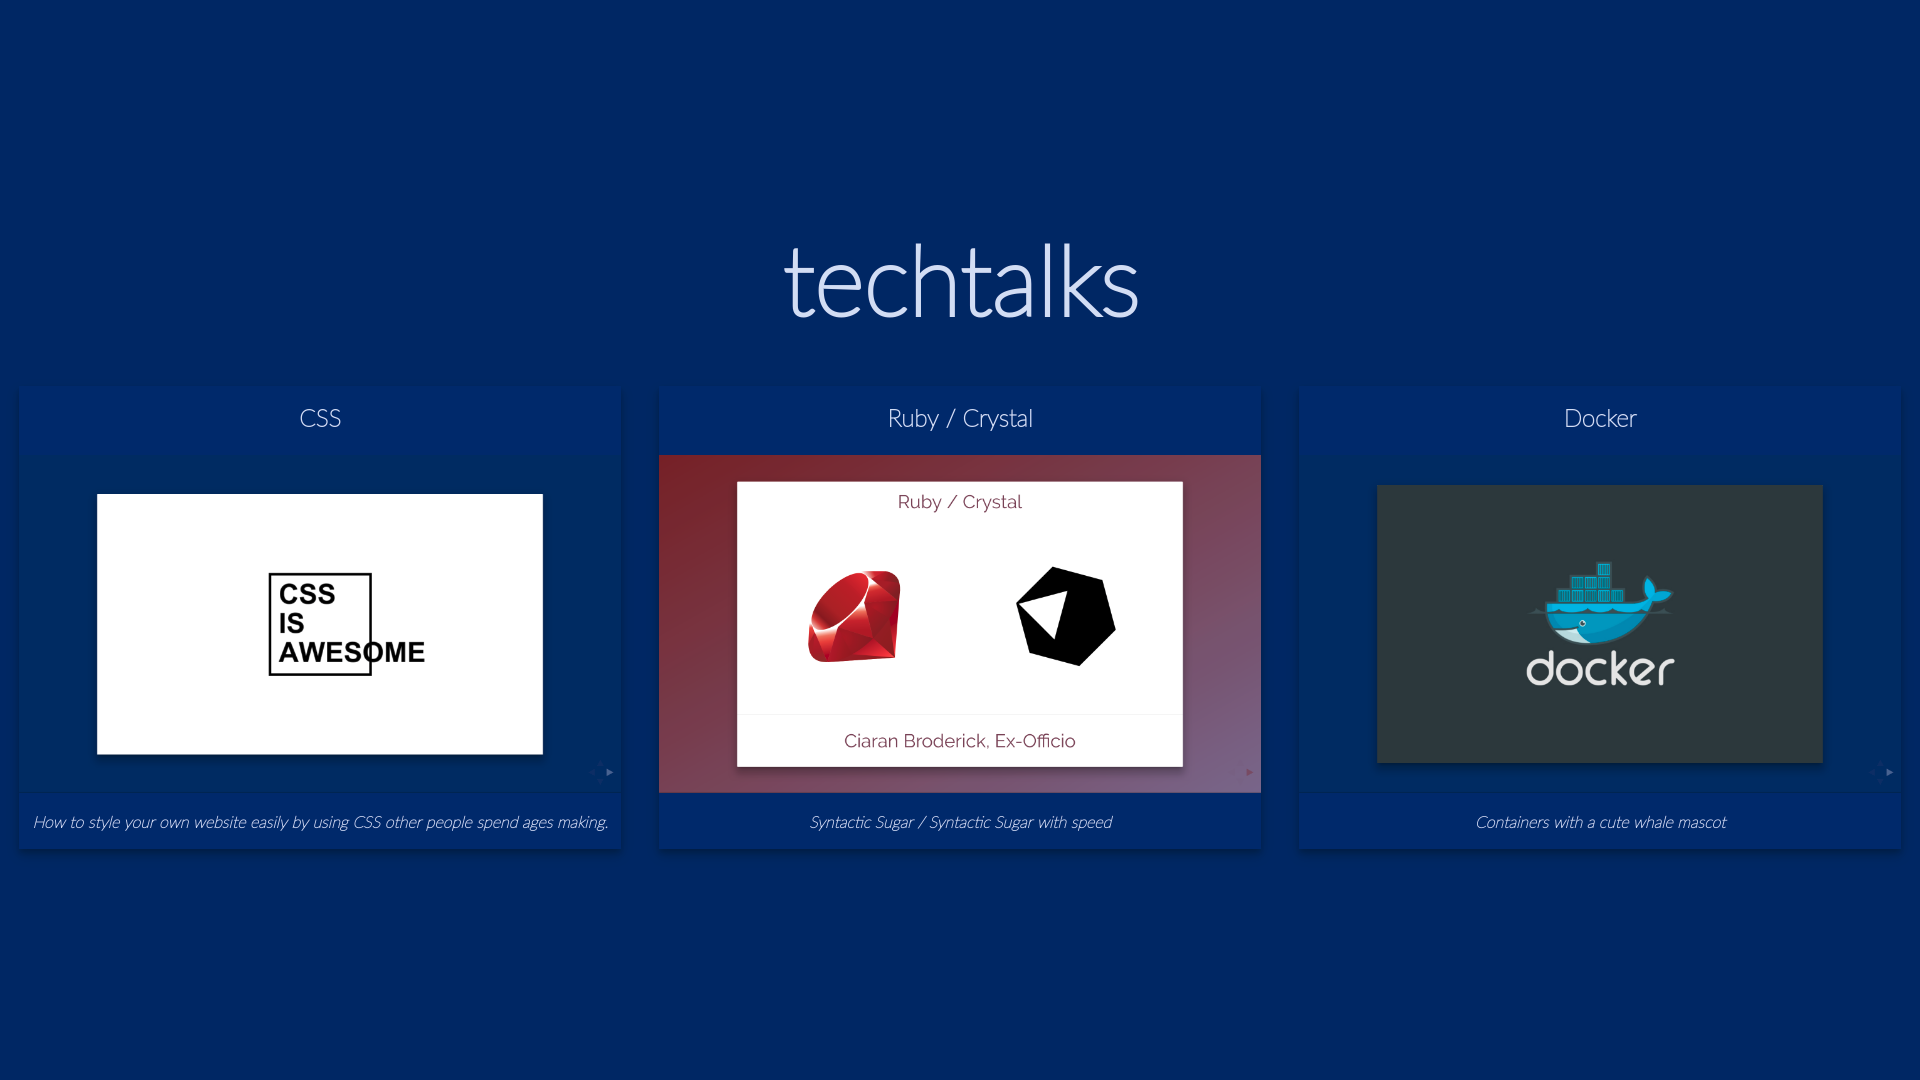 techtalks
CSS
CSS
IS
AWESOME
How to style your own website easily by using CSS other people spend ages making.
Ruby / Crystal
Ruby / Crystal
Ciaran Broderick, Ex-Officio
Syntactic Sugar / Syntactic Sugar with speed
Docker
docker
Containers with a cute whale mascot